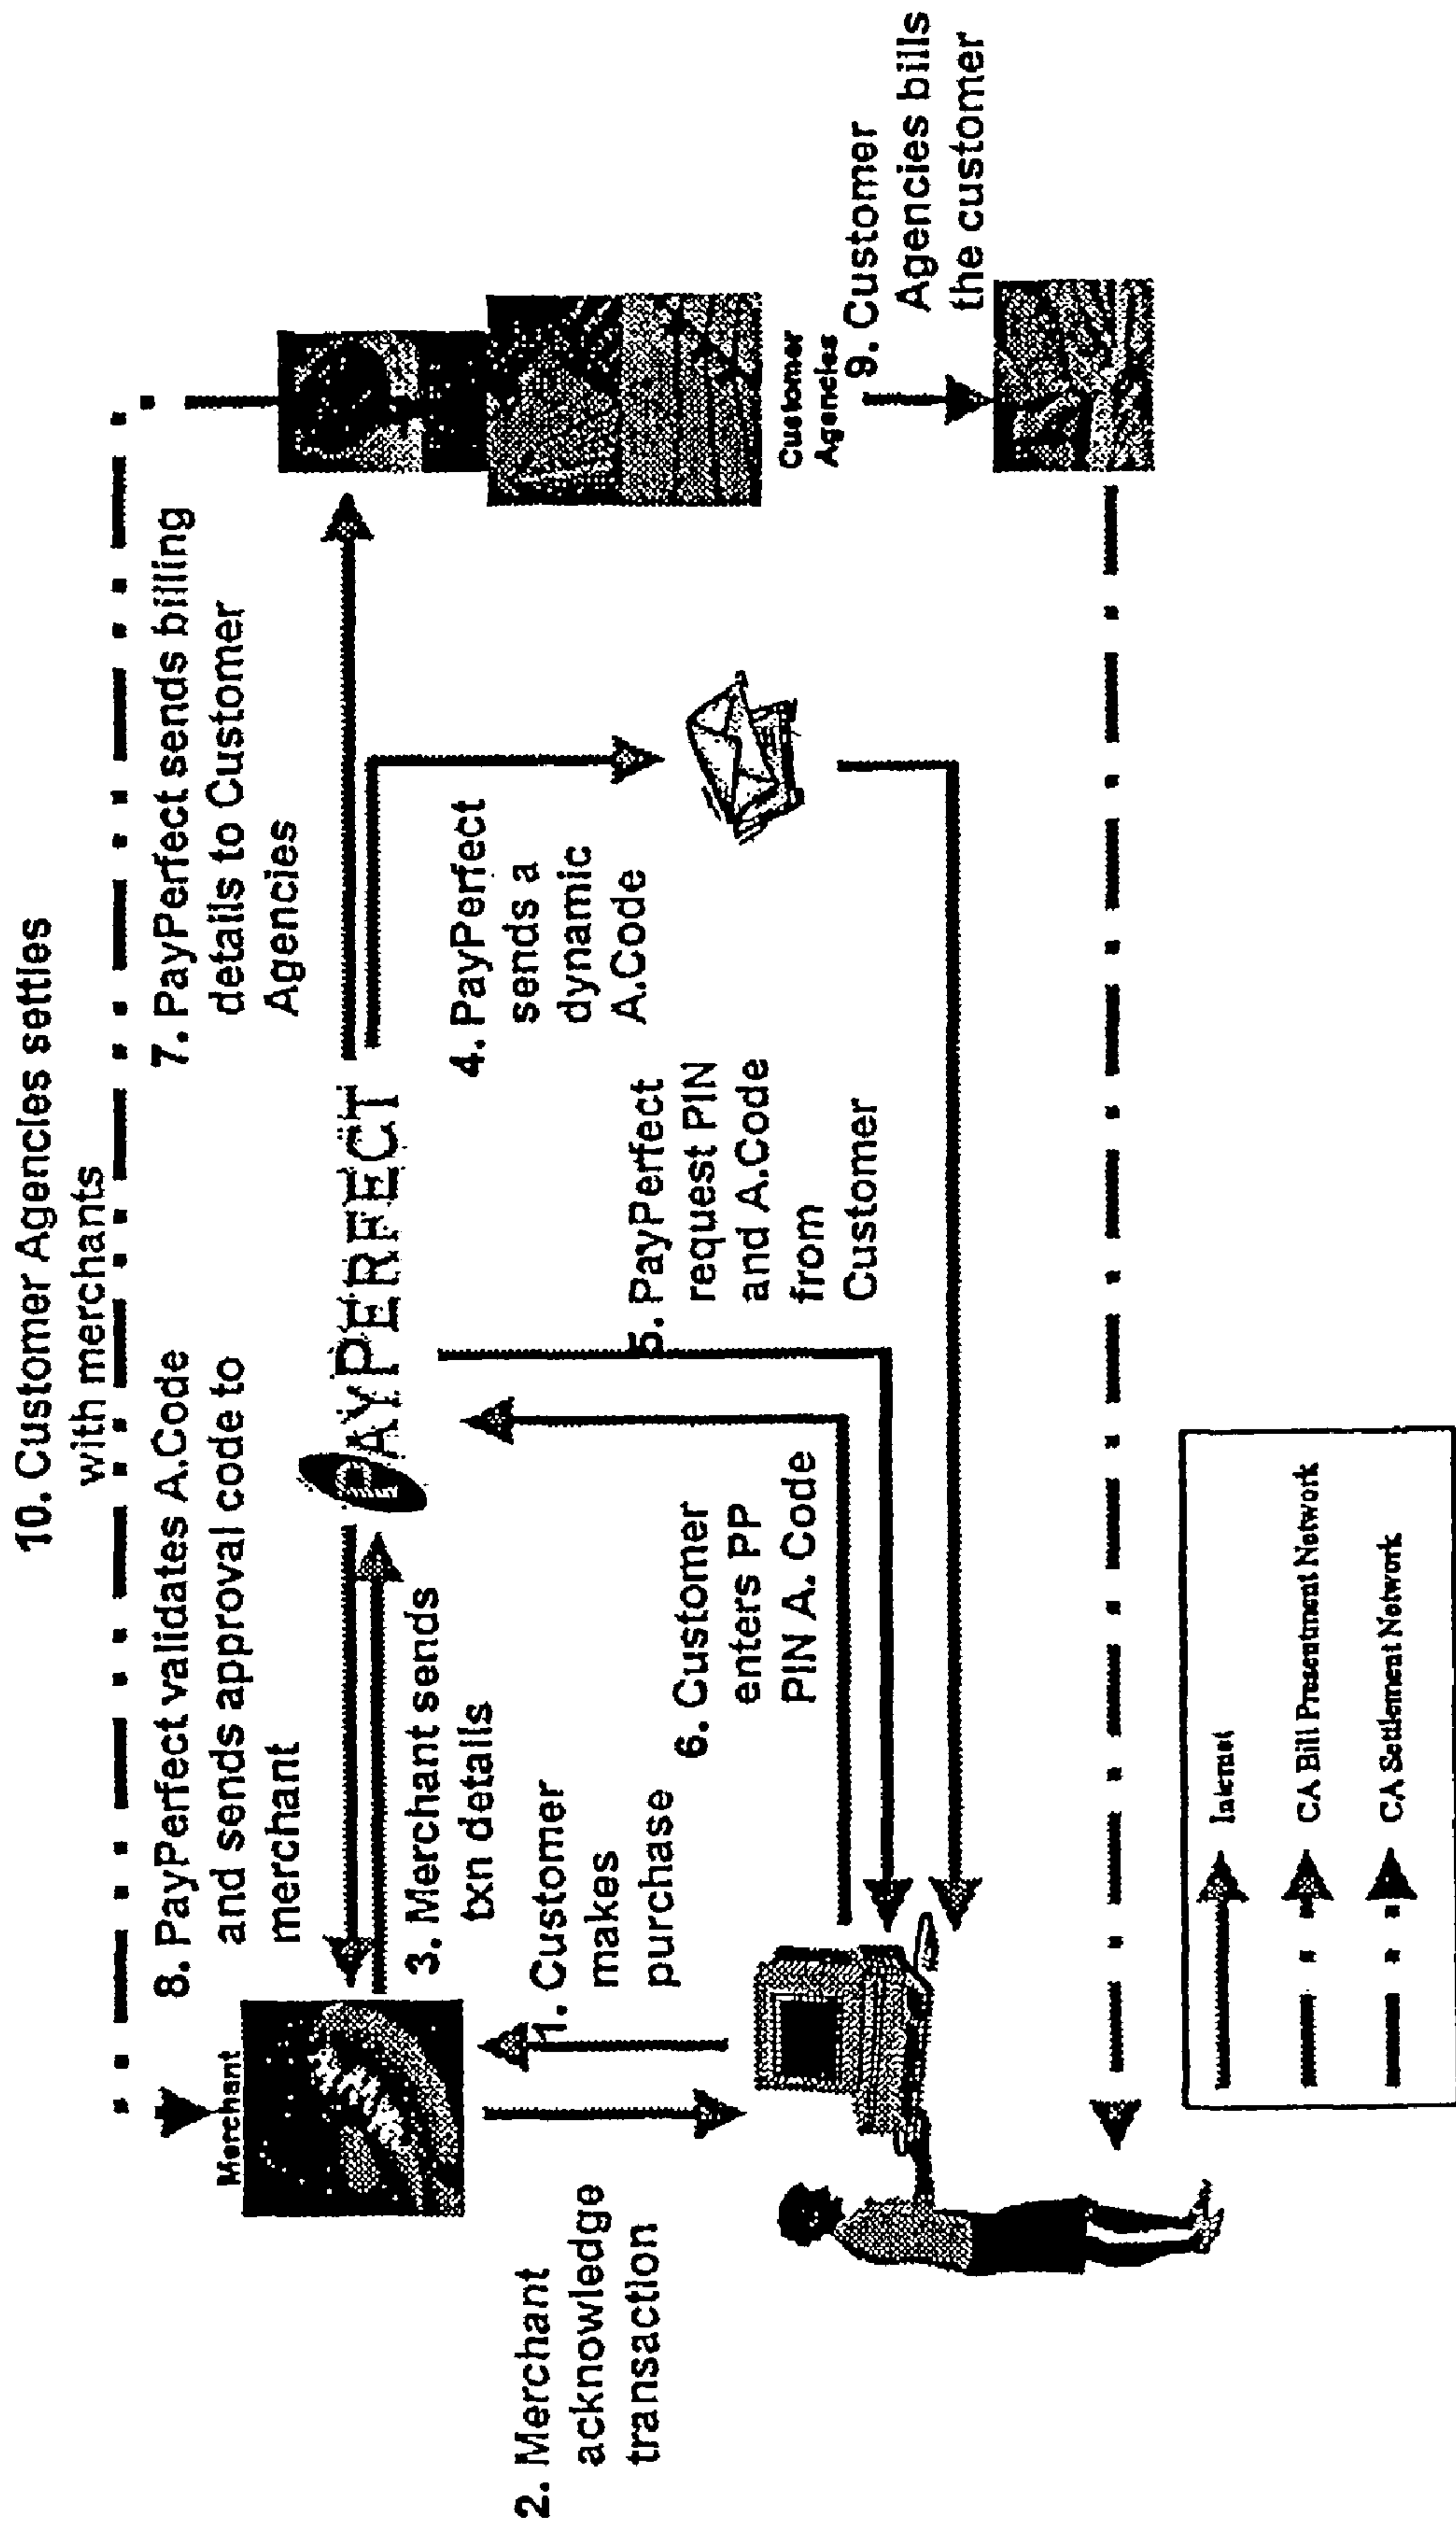 10. Customer Agencies settles
with merchants
8. PayPerfect validates A.Code
and sends approval code to
merchant
7. PayPerfect sends billing
details to Customer
Agencies
Merchant
PAYPERFECT
3. Merchant sends
txn details
4. PayPerfect
sends a
dynamic
A.Code
2. Merchant
acknowledge
transaction
1. Customer
makes
purchase
6. Customer
enters PP
PIN A. Code
5. PayPerfect
request PIN
and A.Code
from
Customer
Customer
Agencies
9. Customer
Agencies bills
the customer
Internet
CA Bill Presentment Network
CA Settlement Network